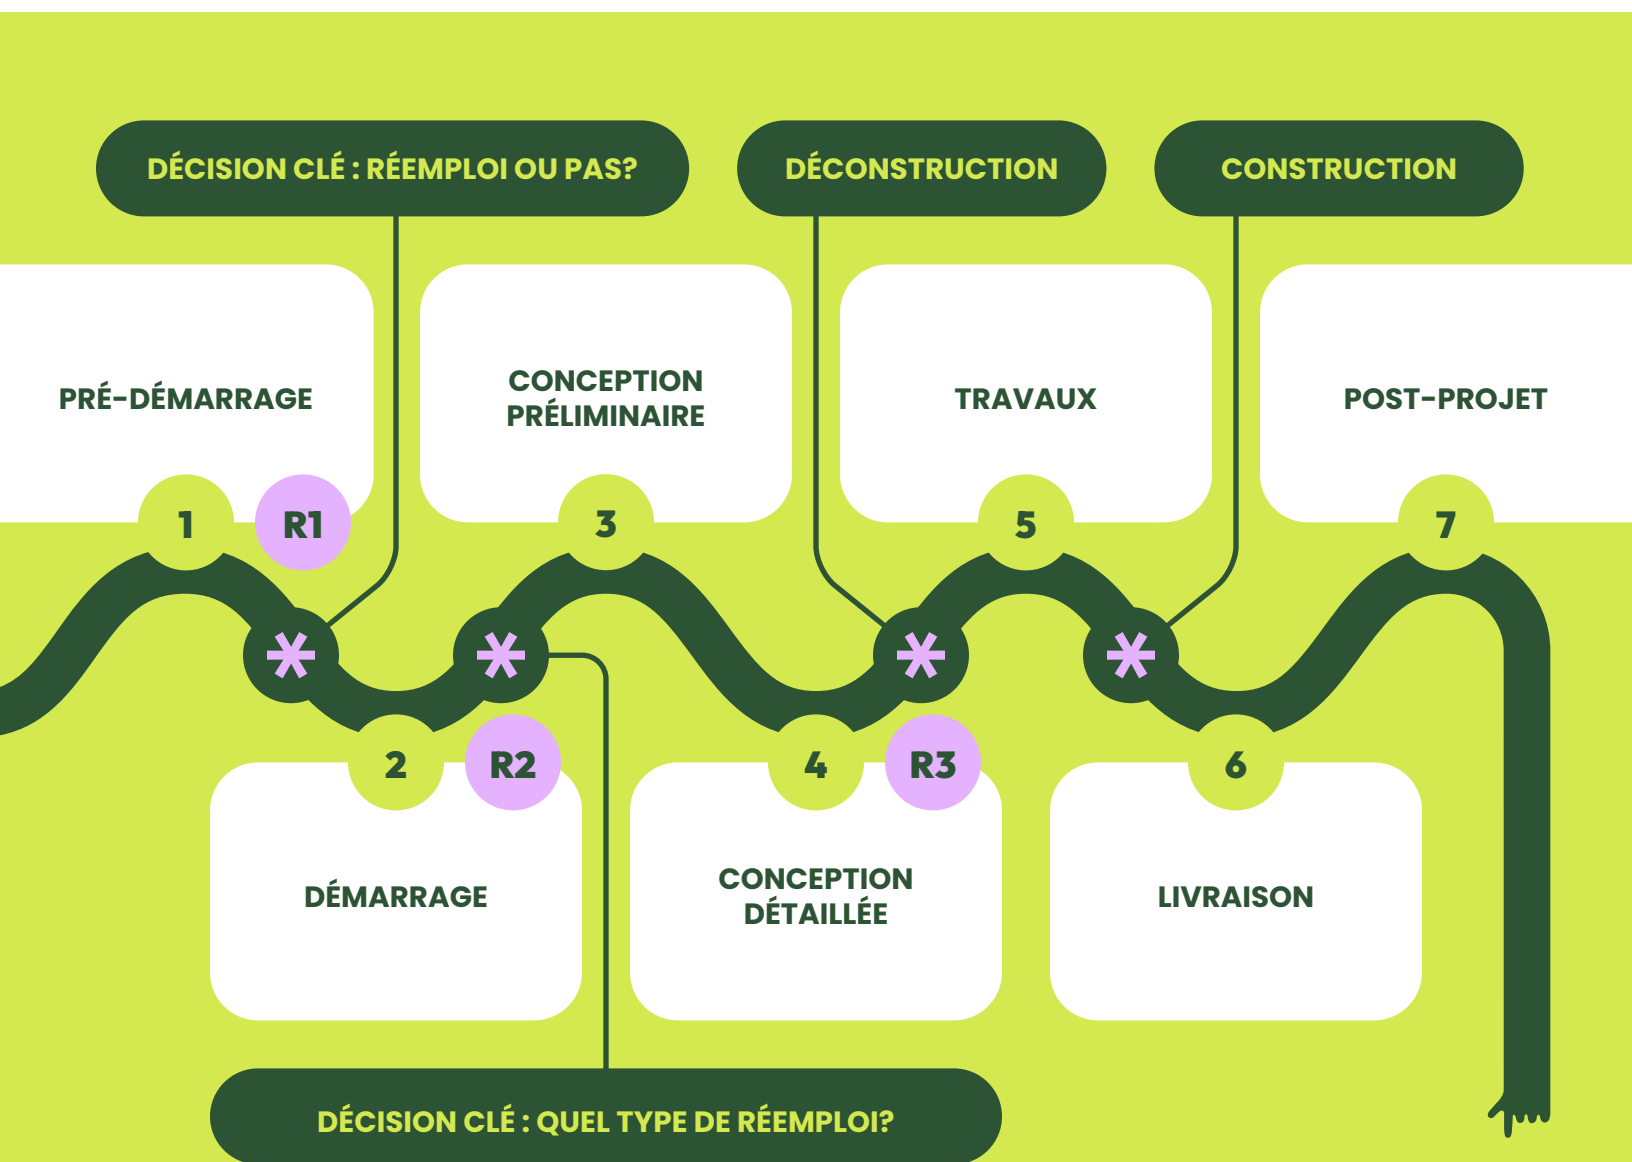 DÉCISION CLÉ : RÉEMPLOI OU PAS?
DÉCONSTRUCTION
CONSTRUCTION
PRÉ-DÉMARRAGE
CONCEPTION
PRÉLIMINAIRE
TRAVAUX
POST-PROJET
1
R1
3
5
7
2
R2
4
R3
6
DÉMARRAGE
CONCEPTION
DÉTAILLÉE
LIVRAISON
DÉCISION CLÉ : QUEL TYPE DE RÉEMPLOI?